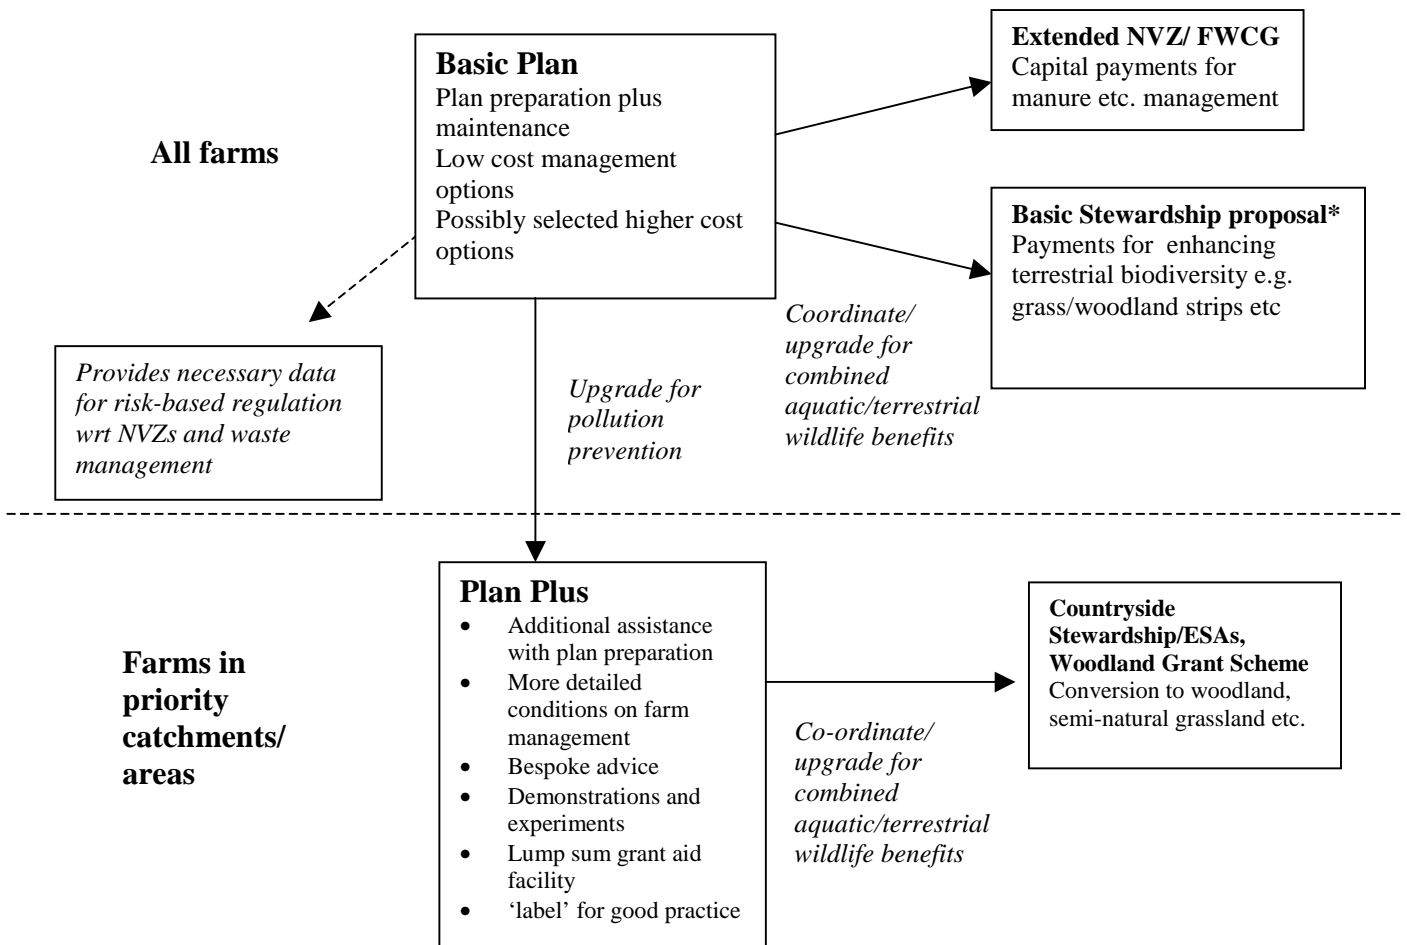 All farms
Basic Plan
Plan preparation plus
maintenance
Low cost management
options
Possibly selected higher cost
options
Extended NVZ/ FWCG
Capital payments for
manure etc. management
Basic Stewardship proposal*
Payments for enhancing
terrestrial biodiversity e.g.
grass/woodland strips etc
Provides necessary data
for risk-based regulation
wrt NVZs and waste
management
Upgrade for
pollution
prevention
Coordinate/
upgrade for
combined
aquatic/terrestrial
wildlife benefits
Farms in
priority
catchments/
areas
Plan Plus
• Additional assistance
with plan preparation
• More detailed
conditions on farm
management
• Bespoke advice
• Demonstrations and
experiments
• Lump sum grant aid
facility
• ‘label’ for good practice
Co-ordinate/
upgrade for
combined
aquatic/terrestrial
wildlife benefits
Countryside
Stewardship/ESAs,
Woodland Grant Scheme
Conversion to woodland,
semi-natural grassland etc.